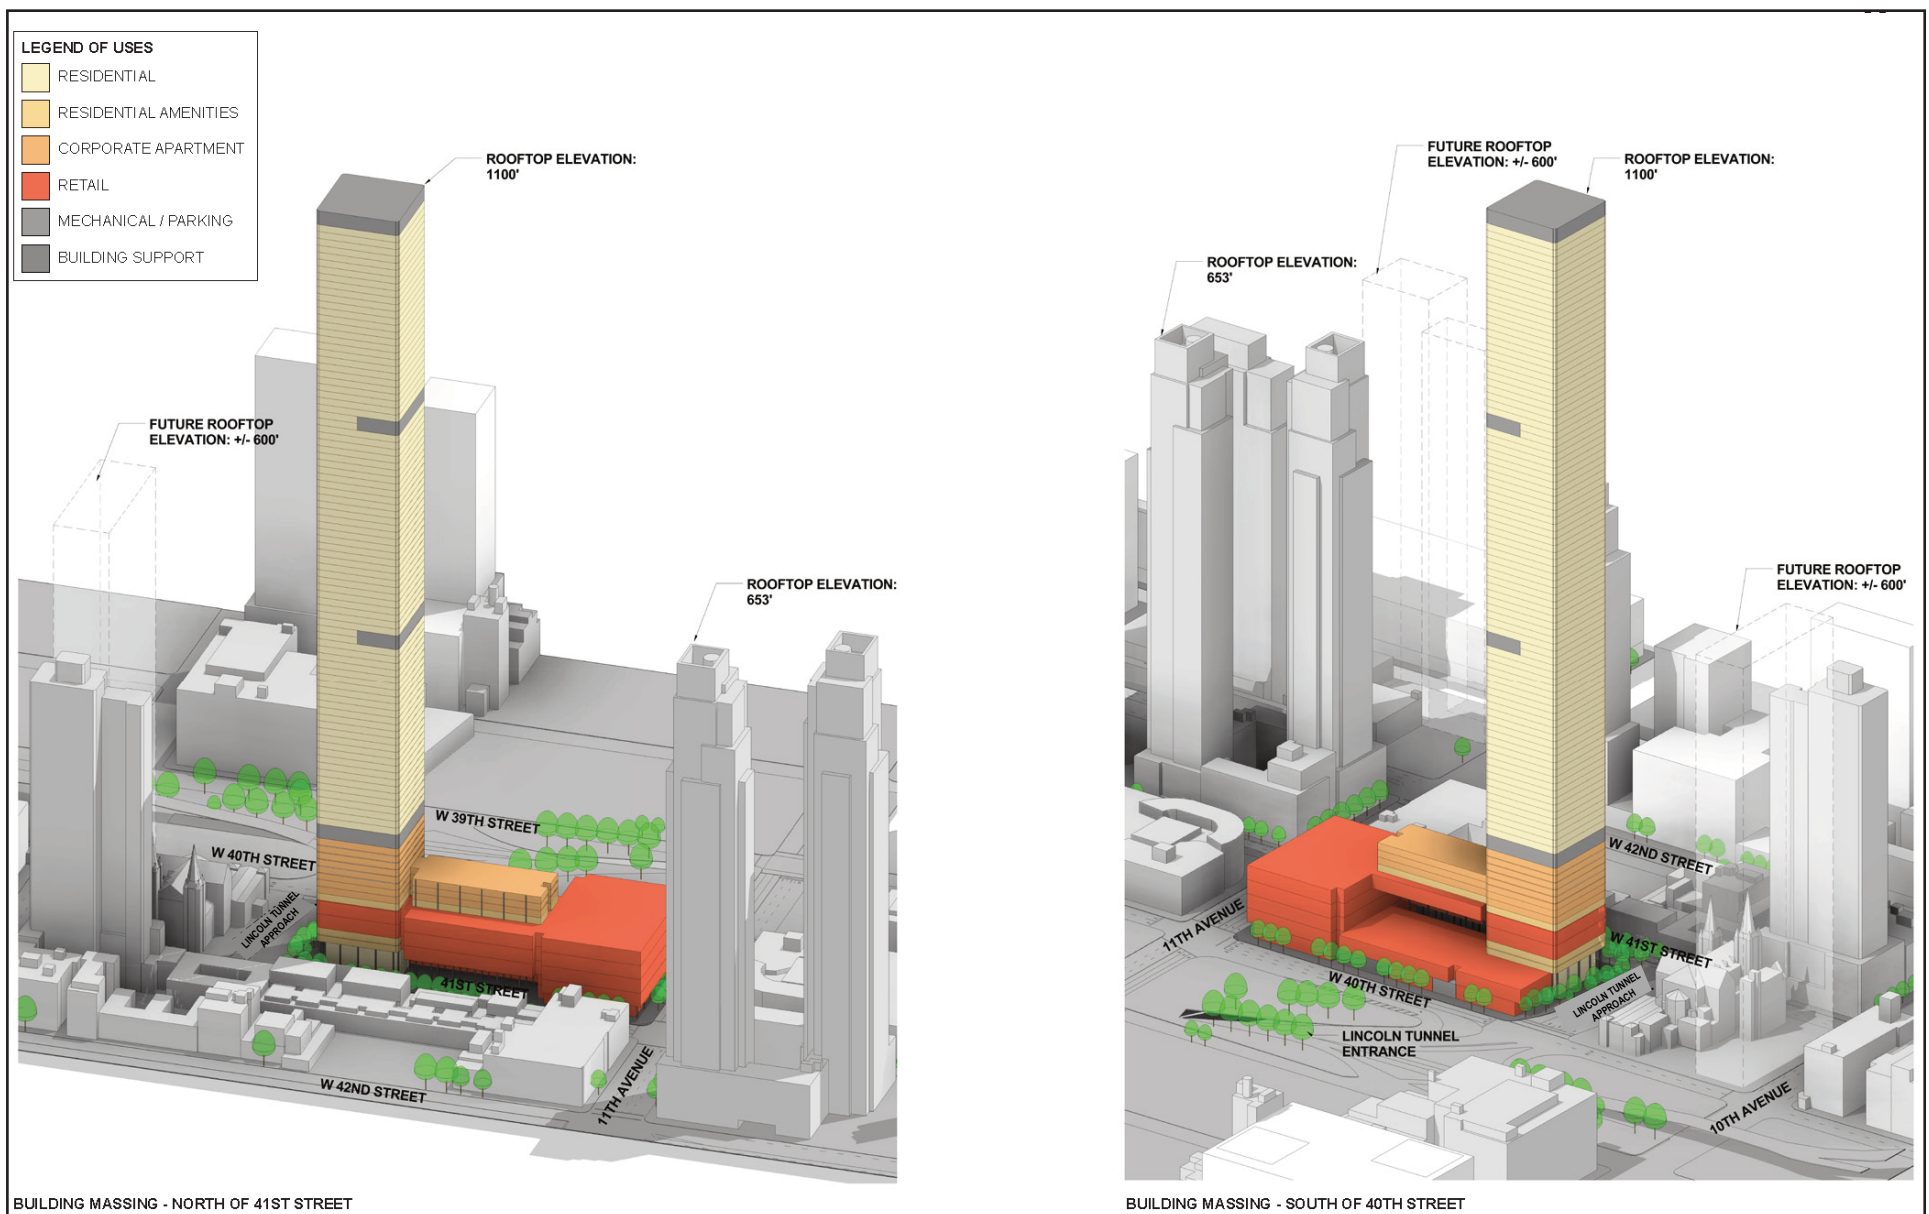 LEGEND OF USES
RESIDENTIAL
RESIDENTIAL AMENITIES
CORPORATE APARTMENT
RETAIL
MECHANICAL / PARKING
BUILDING SUPPORT
ROOFTOP ELEVATION:
1100'
FUTURE ROOFTOP
ELEVATION: +/- 600'
ROOFTOP ELEVATION:
653'
W 39TH STREET
W 40TH STREET
LINCOLN TUNNEL
APPROACH
41ST STREET
W 42ND STREET
11TH AVENUE
BUILDING MASSING - NORTH OF 41ST STREET
FUTURE ROOFTOP
ELEVATION: +/- 600'
ROOFTOP ELEVATION:
1100'
ROOFTOP ELEVATION:
653'
FUTURE ROOFTOP
ELEVATION: +/- 600'
W 42ND STREET
11TH AVENUE
W 41ST STREET
W 40TH STREET
LINCOLN TUNNEL
APPROACH
LINCOLN TUNNEL
ENTRANCE
10TH AVENUE
BUILDING MASSING - SOUTH OF 40TH STREET